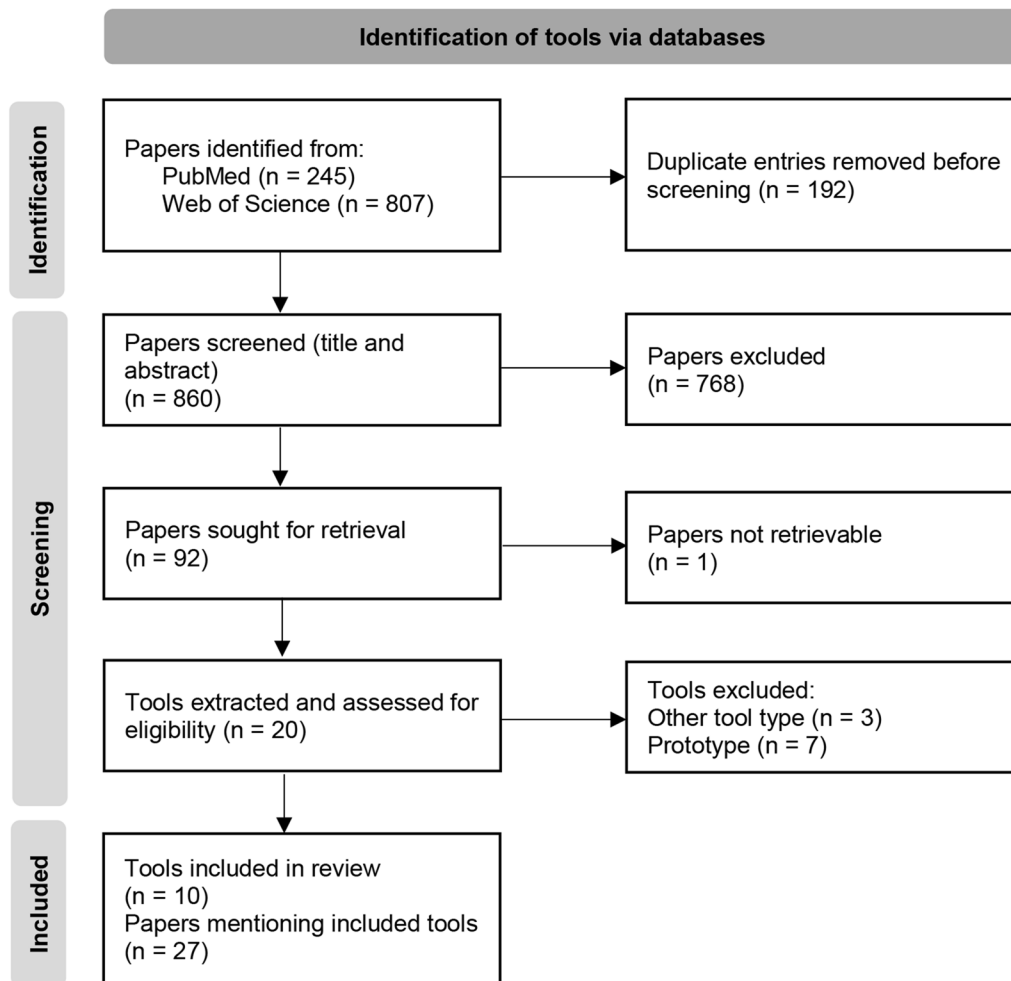 Identification of tools via databases
Identification
Papers identified from:
PubMed (n = 245)
Web of Science (n = 807)
Duplicate entries removed before
screening (n = 192)
Screening
Papers screened (title and
abstract)
(n = 860)
Papers excluded
(n = 768)
Papers sought for retrieval
(n = 92)
Papers not retrievable
(n = 1)
Tools extracted and assessed for
eligibility (n = 20)
Tools excluded:
Other tool type (n = 3)
Prototype (n = 7)
Included
Tools included in review
(n = 10)
Papers mentioning included tools
(n = 27)